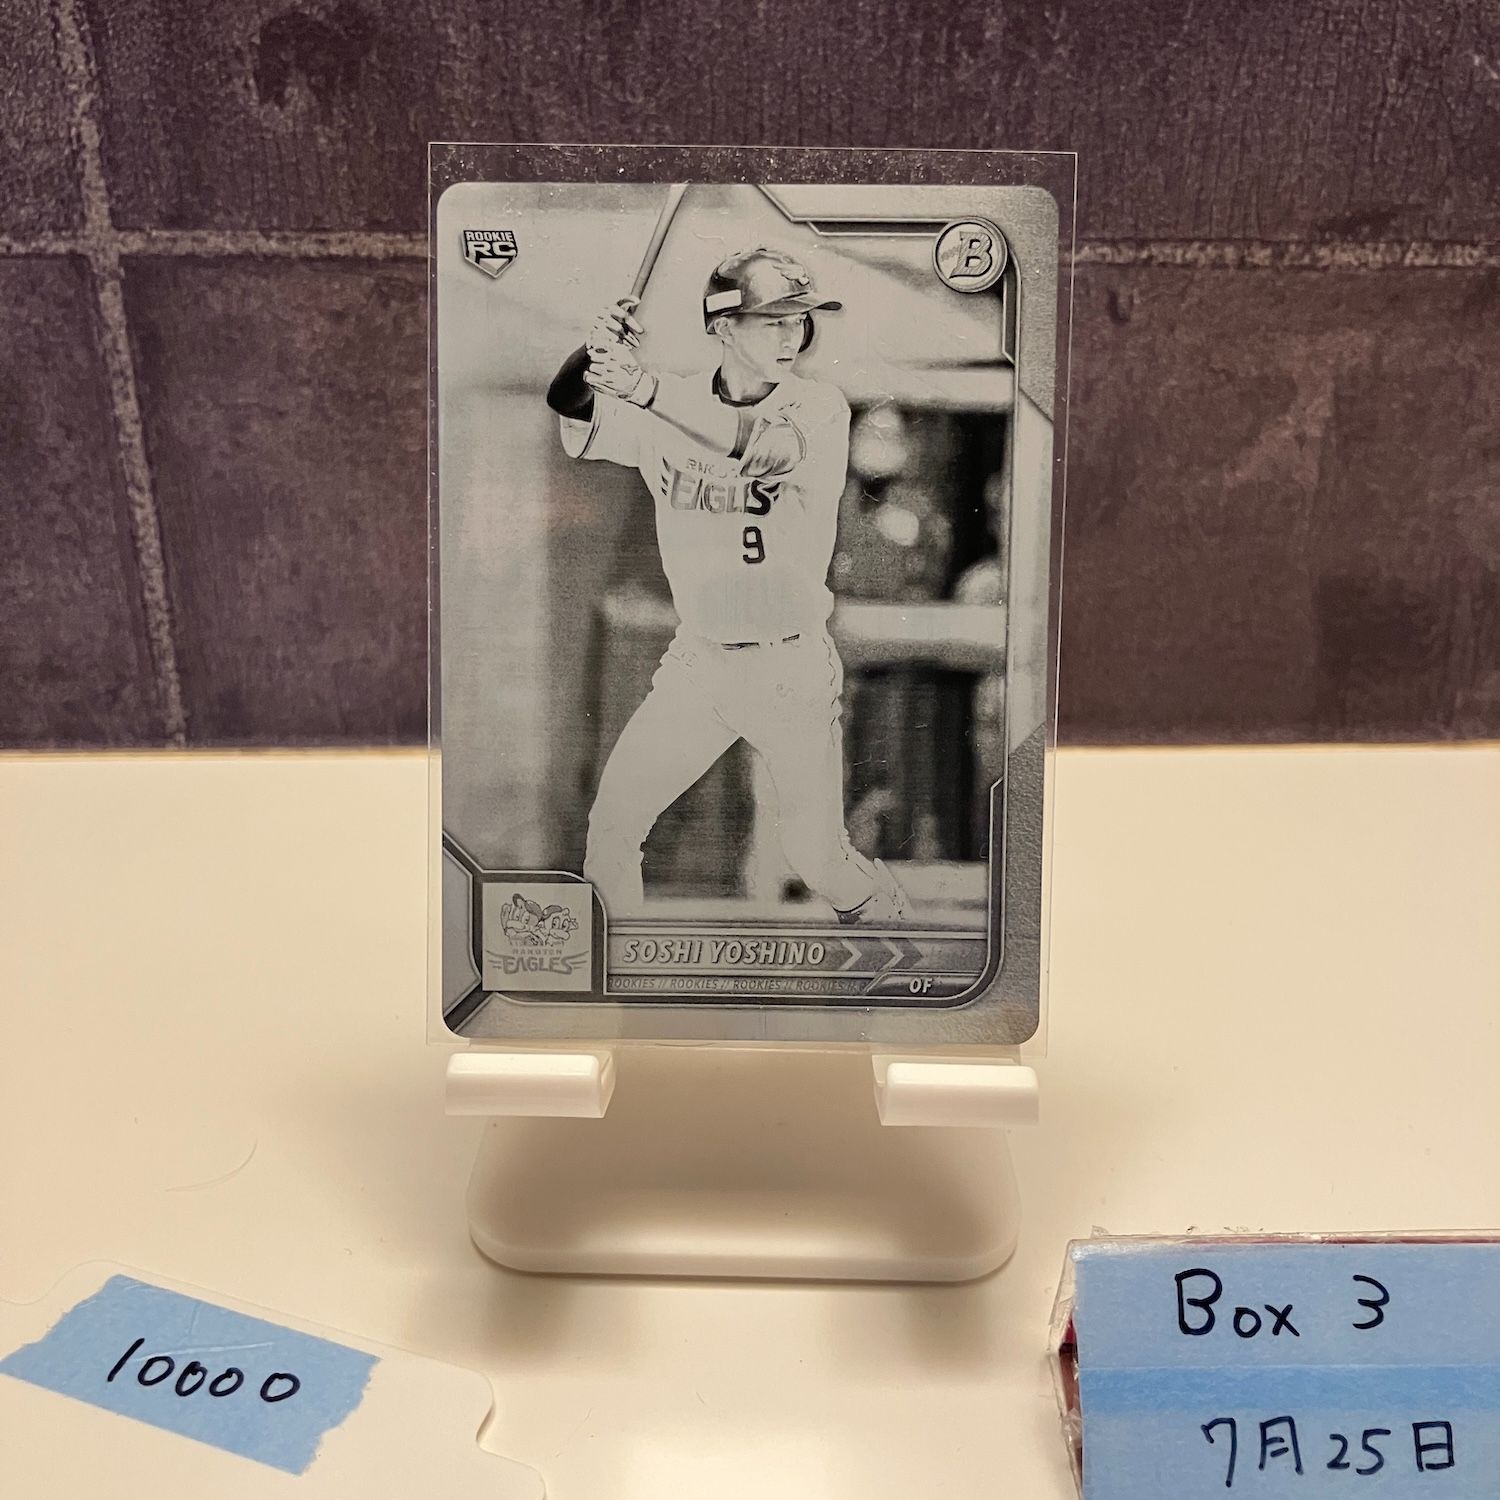 ROOKIE
RC
B
EAGLES
9
RAKUTEN
EAGLES
SOSHI YOSHINO
ROOKIES // ROOKIES // ROOKIES // ROOKIES //
OF
10000
Box 3
7月25日